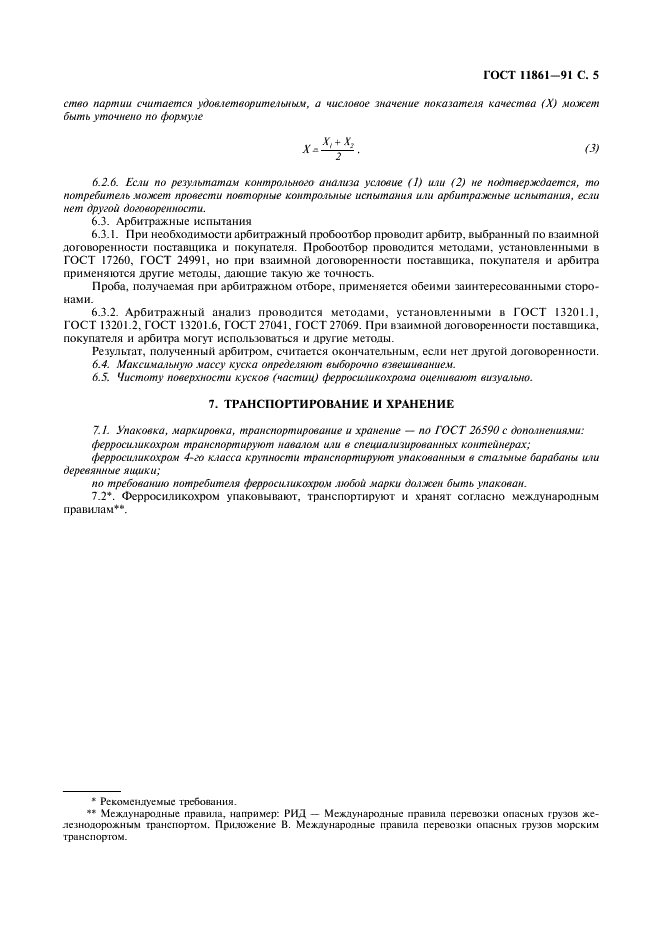 ГОСТ 11861—91 С. 5
ство партии считается удовлетворительным, а числовое значение показателя качества (X) может
быть уточнено по формуле
X = (X₁ + X₂) / 2 . (3)
6.2.6. Если по результатам контрольного анализа условие (1) или (2) не подтверждается, то
потребитель может провести повторные контрольные испытания или арбитражные испытания, если
нет другой договоренности.
6.3. Арбитражные испытания
6.3.1. При необходимости арбитражный пробоотбор проводит арбитр, выбранный по взаимной
договоренности поставщика и покупателя. Пробоотбор проводится методами, установленными в
ГОСТ 17260, ГОСТ 24991, но при взаимной договоренности поставщика, покупателя и арбитра
применяются другие методы, дающие такую же точность.
Проба, получаемая при арбитражном отборе, применяется обеими заинтересованными сторо-
нами.
6.3.2. Арбитражный анализ проводится методами, установленными в ГОСТ 13201.1,
ГОСТ 13201.2, ГОСТ 13201.6, ГОСТ 27041, ГОСТ 27069. При взаимной договоренности поставщика,
покупателя и арбитра могут использоваться и другие методы.
Результат, полученный арбитром, считается окончательным, если нет другой договоренности.
6.4. Максимальную массу куска определяют выборочно взвешиванием.
6.5. Чистоту поверхности кусков (частиц) ферросиликохрома оценивают визуально.
7. ТРАНСПОРТИРОВАНИЕ И ХРАНЕНИЕ
7.1. Упаковка, маркировка, транспортирование и хранение — по ГОСТ 26590 с дополнениями:
ферросиликохром транспортируют навалом или в специализированных контейнерах;
ферросиликохром 4-го класса крупности транспортируют упакованным в стальные барабаны или
деревянные ящики;
по требованию потребителя ферросиликохром любой марки должен быть упакован.
7.2*. Ферросиликохром упаковывают, транспортируют и хранят согласно международным
правилам**.
* Рекомендуемые требования.
** Международные правила, например: РИД — Международные правила перевозки опасных грузов же-
лезнодорожным транспортом. Приложение В. Международные правила перевозки опасных грузов морским
транспортом.